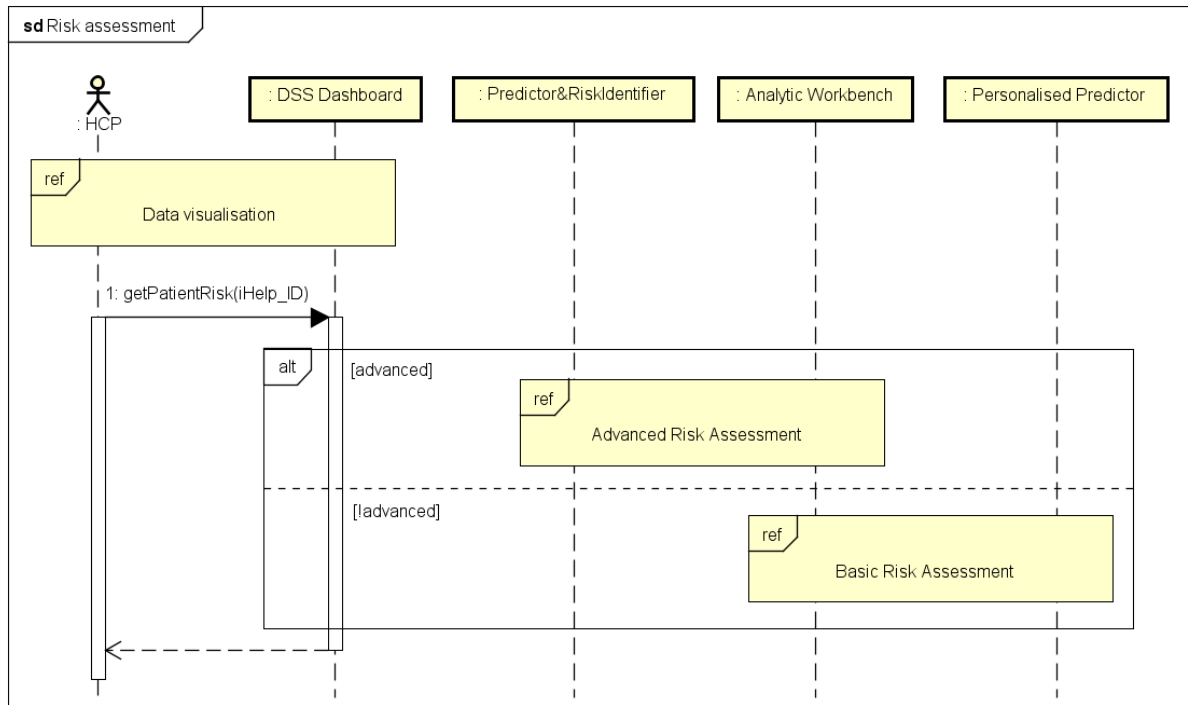 sd Risk assessment
: HCP
: DSS Dashboard
: Predictor&RiskIdentifier
: Analytic Workbench
: Personalised Predictor
ref
Data visualisation
1: getPatientRisk(iHelp_ID)
alt
[advanced]
ref
Advanced Risk Assessment
[!advanced]
ref
Basic Risk Assessment